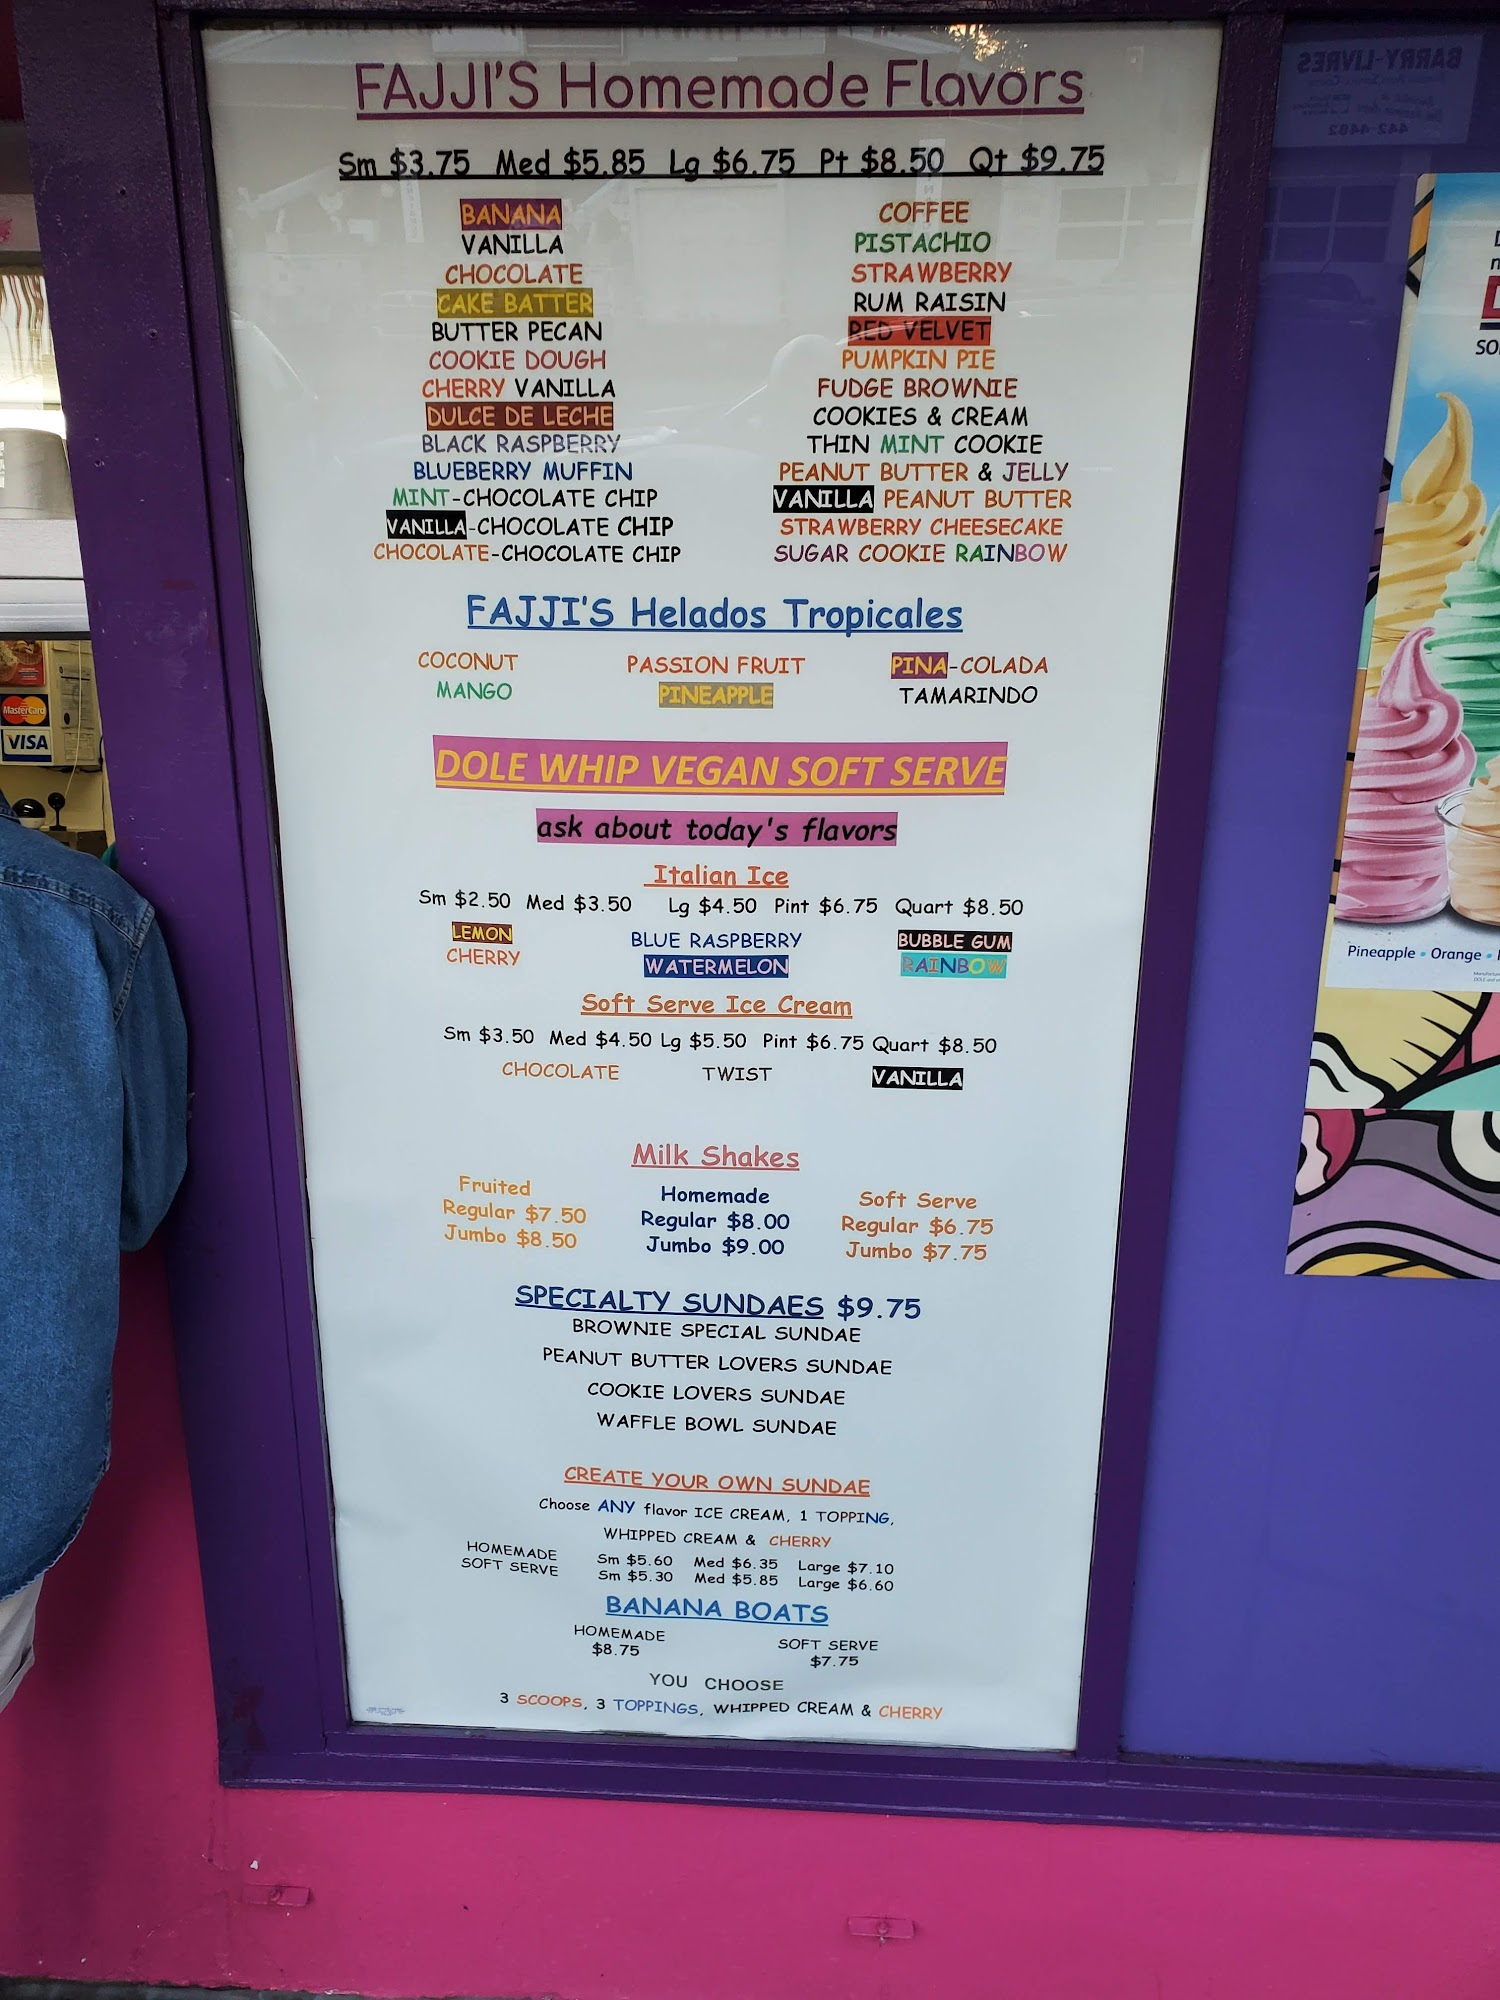 FAJJI'S Homemade Flavors
Sm $3.75 Med $5.85 Lg $6.75 Pt $8.50 Qt $9.75
BANANA
VANILLA
CHOCOLATE
CAKE BATTER
BUTTER PECAN
COOKIE DOUGH
CHERRY VANILLA
DULCE DE LECHE
BLACK RASPBERRY
BLUEBERRY MUFFIN
MINT-CHOCOLATE CHIP
VANILLA-CHOCOLATE CHIP
CHOCOLATE-CHOCOLATE CHIP
COFFEE
PISTACHIO
STRAWBERRY
RUM RAISIN
RED VELVET
PUMPKIN PIE
FUDGE BROWNIE
COOKIES & CREAM
THIN MINT COOKIE
PEANUT BUTTER & JELLY
VANILLA PEANUT BUTTER
STRAWBERRY CHEESECAKE
SUGAR COOKIE RAINBOW
FAJJI'S Helados Tropicales
COCONUT PASSION FRUIT PINA-COLADA
MANGO PINEAPPLE TAMARINDO
DOLE WHIP VEGAN SOFT SERVE
ask about today's flavors
Italian Ice
Sm $2.50 Med $3.50 Lg $4.50 Pint $6.75 Quart $8.50
LEMON BLUE RASPBERRY BUBBLE GUM
CHERRY WATERMELON RAINBOW
Soft Serve Ice Cream
Sm $3.50 Med $4.50 Lg $5.50 Pint $6.75 Quart $8.50
CHOCOLATE TWIST VANILLA
Milk Shakes
Fruited
Regular $7.50
Jumbo $8.50
Homemade
Regular $8.00
Jumbo $9.00
Soft Serve
Regular $6.75
Jumbo $7.75
SPECIALTY SUNDAES $9.75
BROWNIE SPECIAL SUNDAE
PEANUT BUTTER LOVERS SUNDAE
COOKIE LOVERS SUNDAE
WAFFLE BOWL SUNDAE
CREATE YOUR OWN SUNDAE
Choose ANY flavor ICE CREAM, 1 TOPPING,
WHIPPED CREAM & CHERRY
HOMEMADE Sm $5.60 Med $6.35 Large $7.10
SOFT SERVE Sm $5.30 Med $5.85 Large $6.60
BANANA BOATS
HOMEMADE SOFT SERVE
$8.75 $7.75
YOU CHOOSE
3 SCOOPS, 3 TOPPINGS, WHIPPED CREAM & CHERRY
MasterCard
VISA
BARRY-LIVRES
442-4482
Pineapple • Orange •